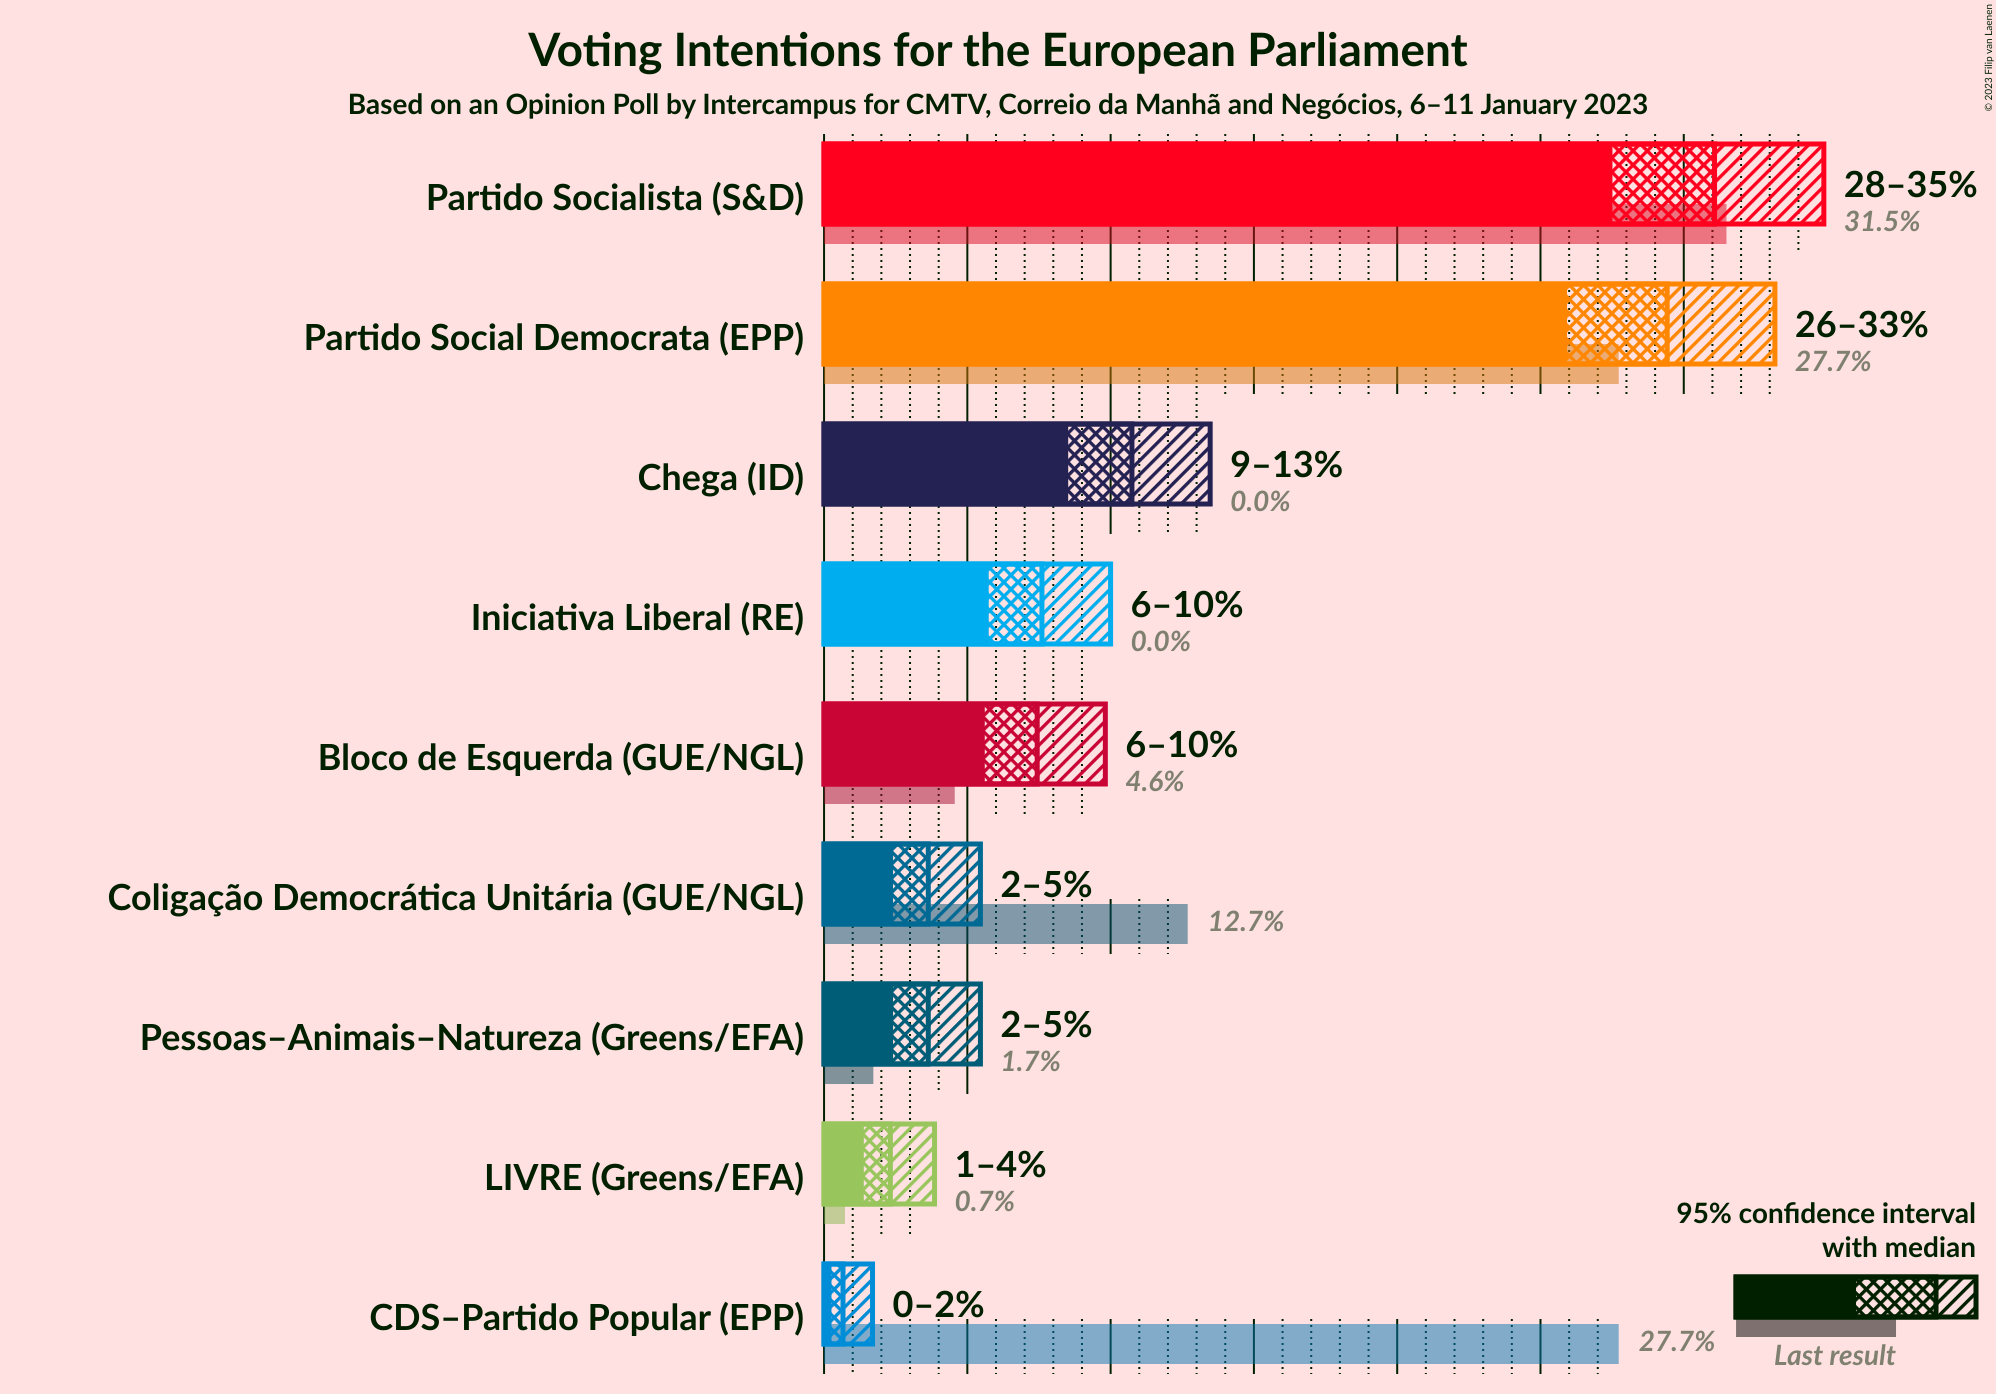 © 2023 Filip van Laenen
Voting Intentions for the European Parliament
Based on an Opinion Poll by Intercampus for CMTV, Correio da Manhã and Negócios, 6–11 January 2023
Partido Socialista (S&D)
28–35%
31.5%
Partido Social Democrata (EPP)
26–33%
27.7%
Chega (ID)
9–13%
0.0%
Iniciativa Liberal (RE)
6–10%
0.0%
Bloco de Esquerda (GUE/NGL)
6–10%
4.6%
Coligação Democrática Unitária (GUE/NGL)
2–5%
12.7%
Pessoas–Animais–Natureza (Greens/EFA)
2–5%
1.7%
LIVRE (Greens/EFA)
1–4%
0.7%
CDS–Partido Popular (EPP)
0–2%
27.7%
95% confidence interval
with median
Last result